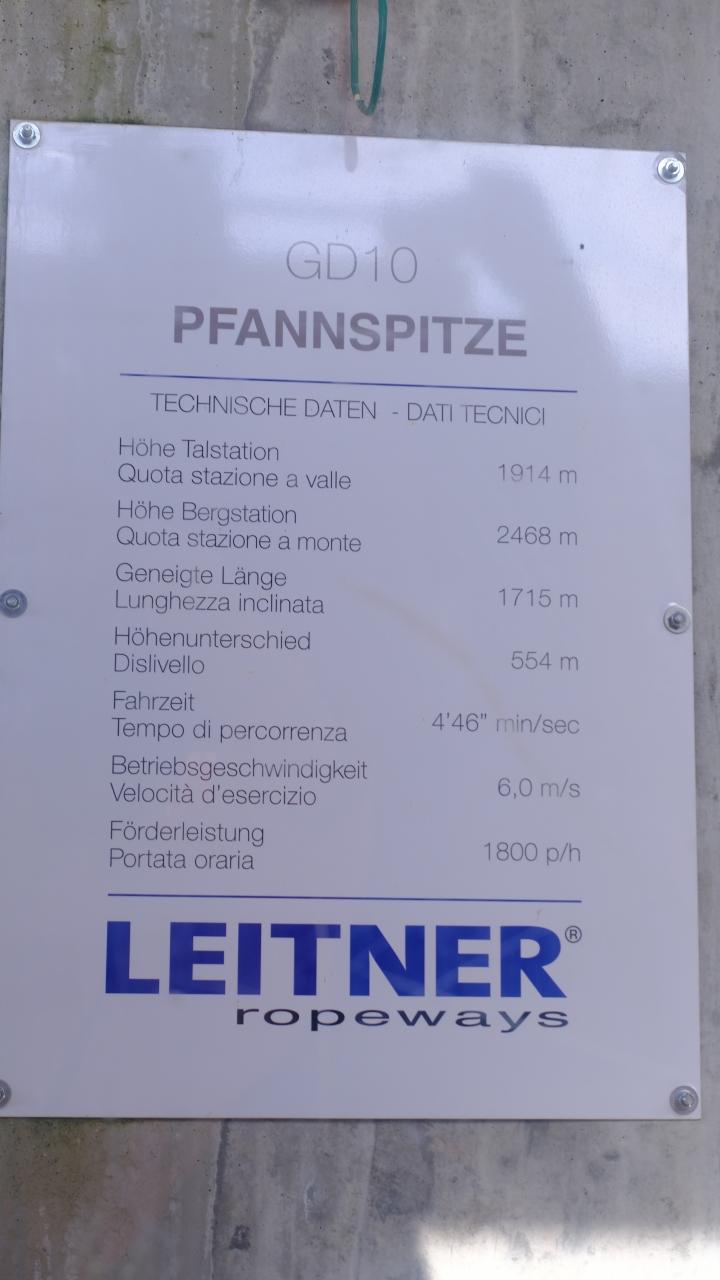 GD10
PFANNSPITZE
TECHNISCHE DATEN - DATI TECNICI
Höhe Talstation
Quota stazione a valle 1914 m
Höhe Bergstation
Quota stazione a monte 2468 m
Geneigte Länge
Lunghezza inclinata 1715 m
Höhenunterschied
Dislivello 554 m
Fahrzeit
Tempo di percorrenza 4'46” min/sec
Betriebsgeschwindigkeit
Velocità d'esercizio 6,0 m/s
Förderleistung
Portata oraria 1800 p/h
LEITNER®
ropeways